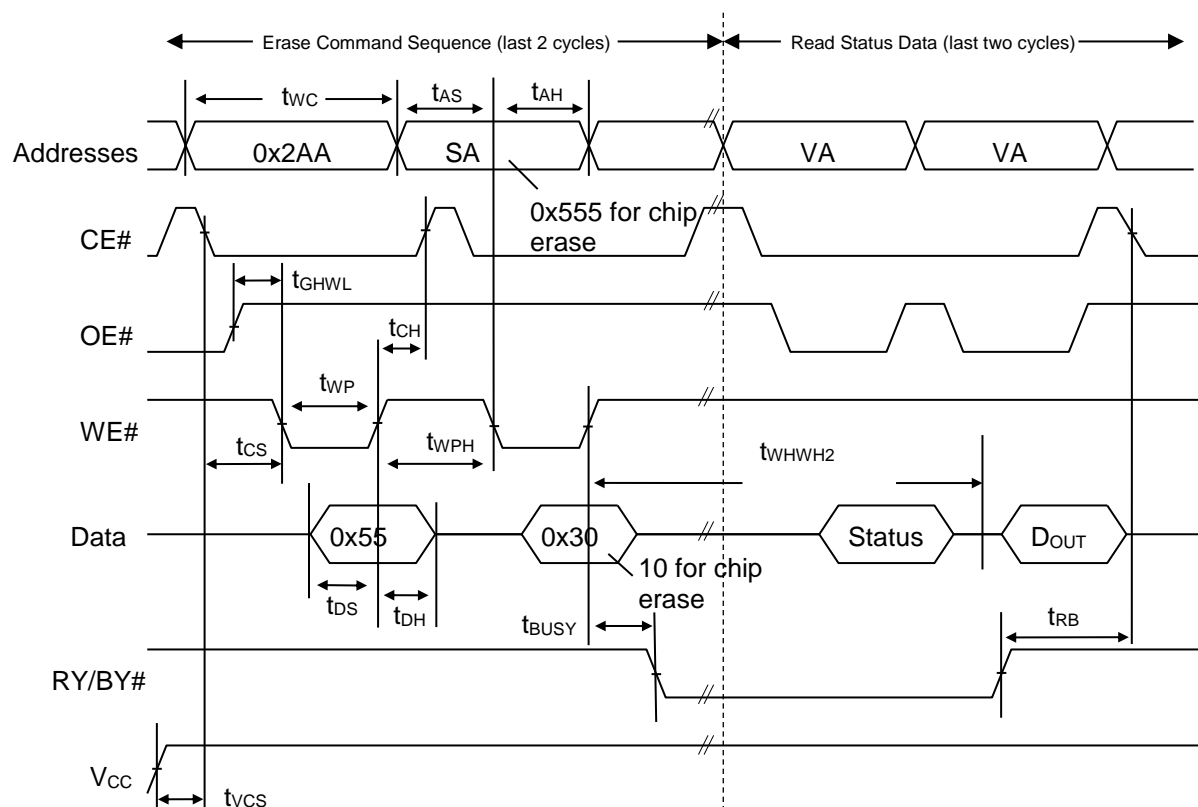 Erase Command Sequence (last 2 cycles)
Read Status Data (last two cycles)
tWC
tAS
tAH
Addresses
0x2AA
SA
VA
VA
0x555 for chip
erase
CE#
tGHWL
OE#
tCH
tWP
WE#
tCS
tWPH
tWHWH2
Data
0x55
0x30
Status
DOUT
10 for chip
erase
tDS
tDH
tBUSY
tRB
RY/BY#
VCC
tVCS